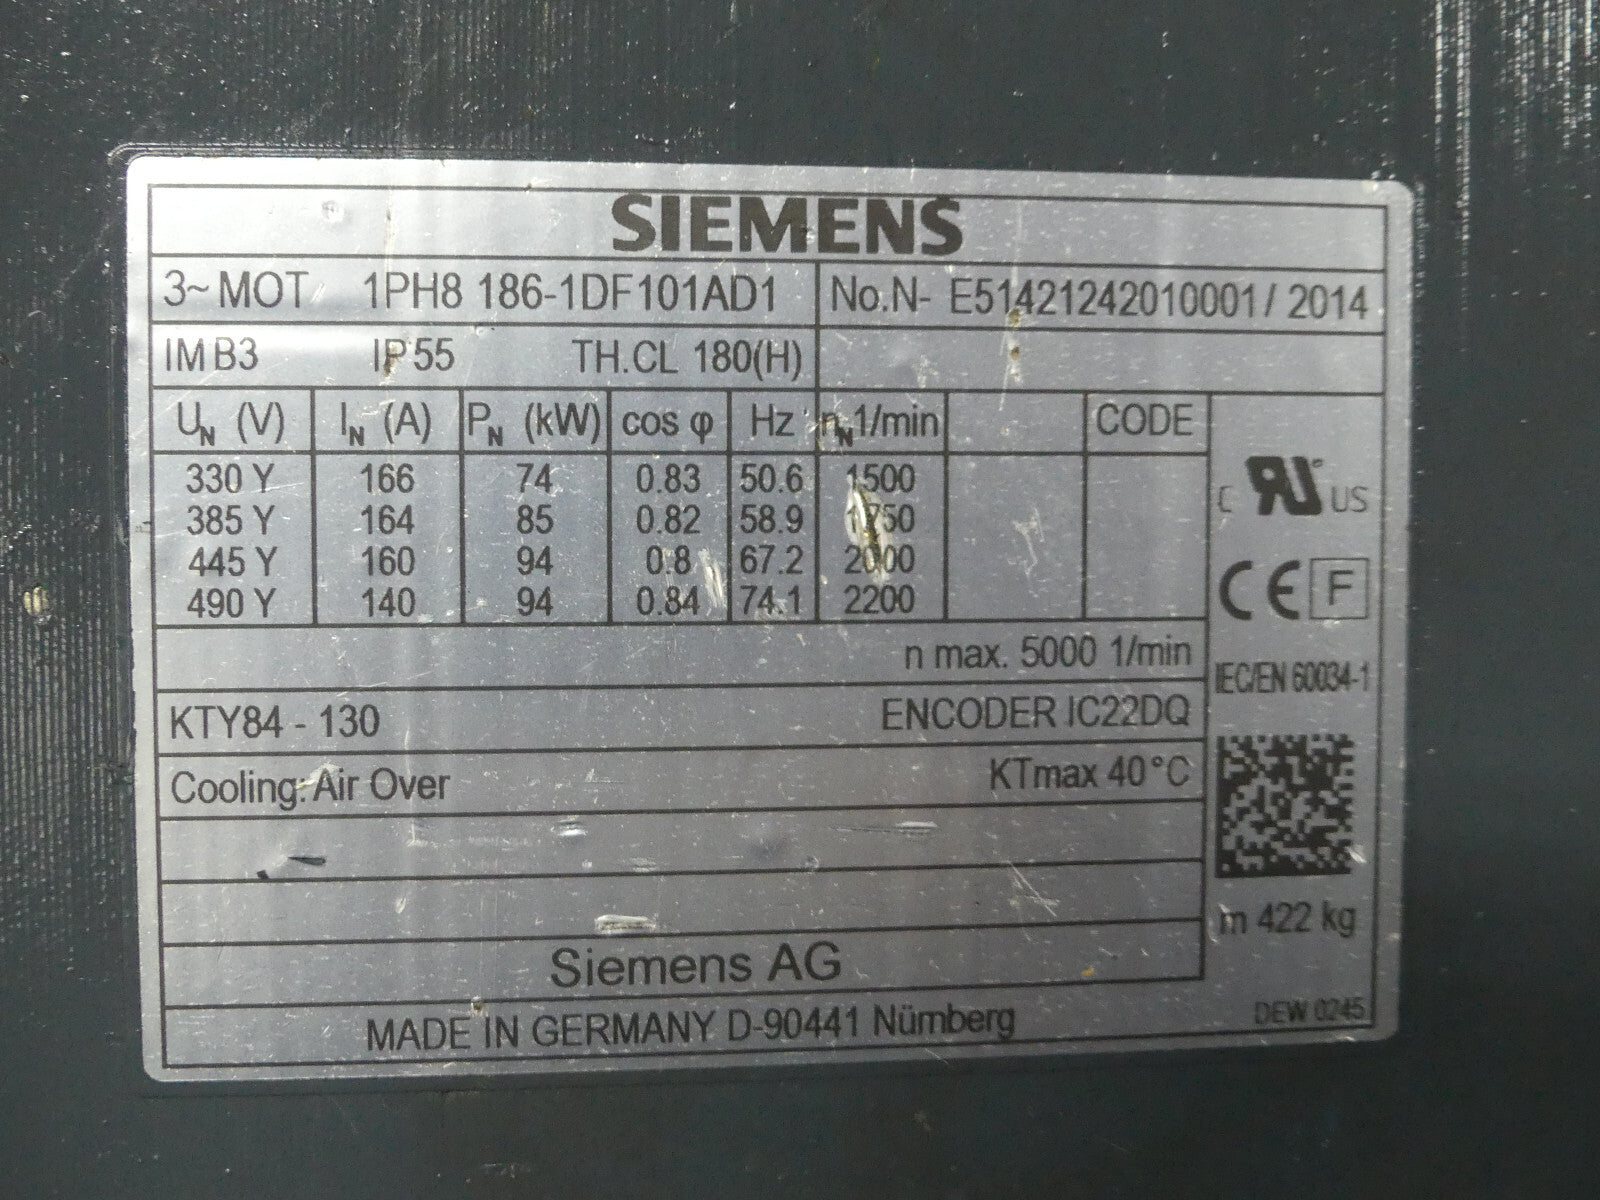 SIEMENS
3~MOT 1PH8 186-1DF101AD1 No.N- E51421242010001 / 2014
IM B3 IP55 TH.CL 180(H)
UN (V) IN (A) PN (kW) cos φ Hz nN 1/min CODE
330 Y 166 74 0.83 50.6 1500
385 Y 164 85 0.82 58.9 1750
445 Y 160 94 0.8 67.2 2000
490 Y 140 94 0.84 74.1 2200
C RU US
CE F
n max. 5000 1/min
IEC/EN 60034-1
KTY84 - 130 ENCODER IC22DQ
Cooling: Air Over KTmax 40°C
m 422 kg
Siemens AG
MADE IN GERMANY D-90441 Nürnberg
DEW 0245